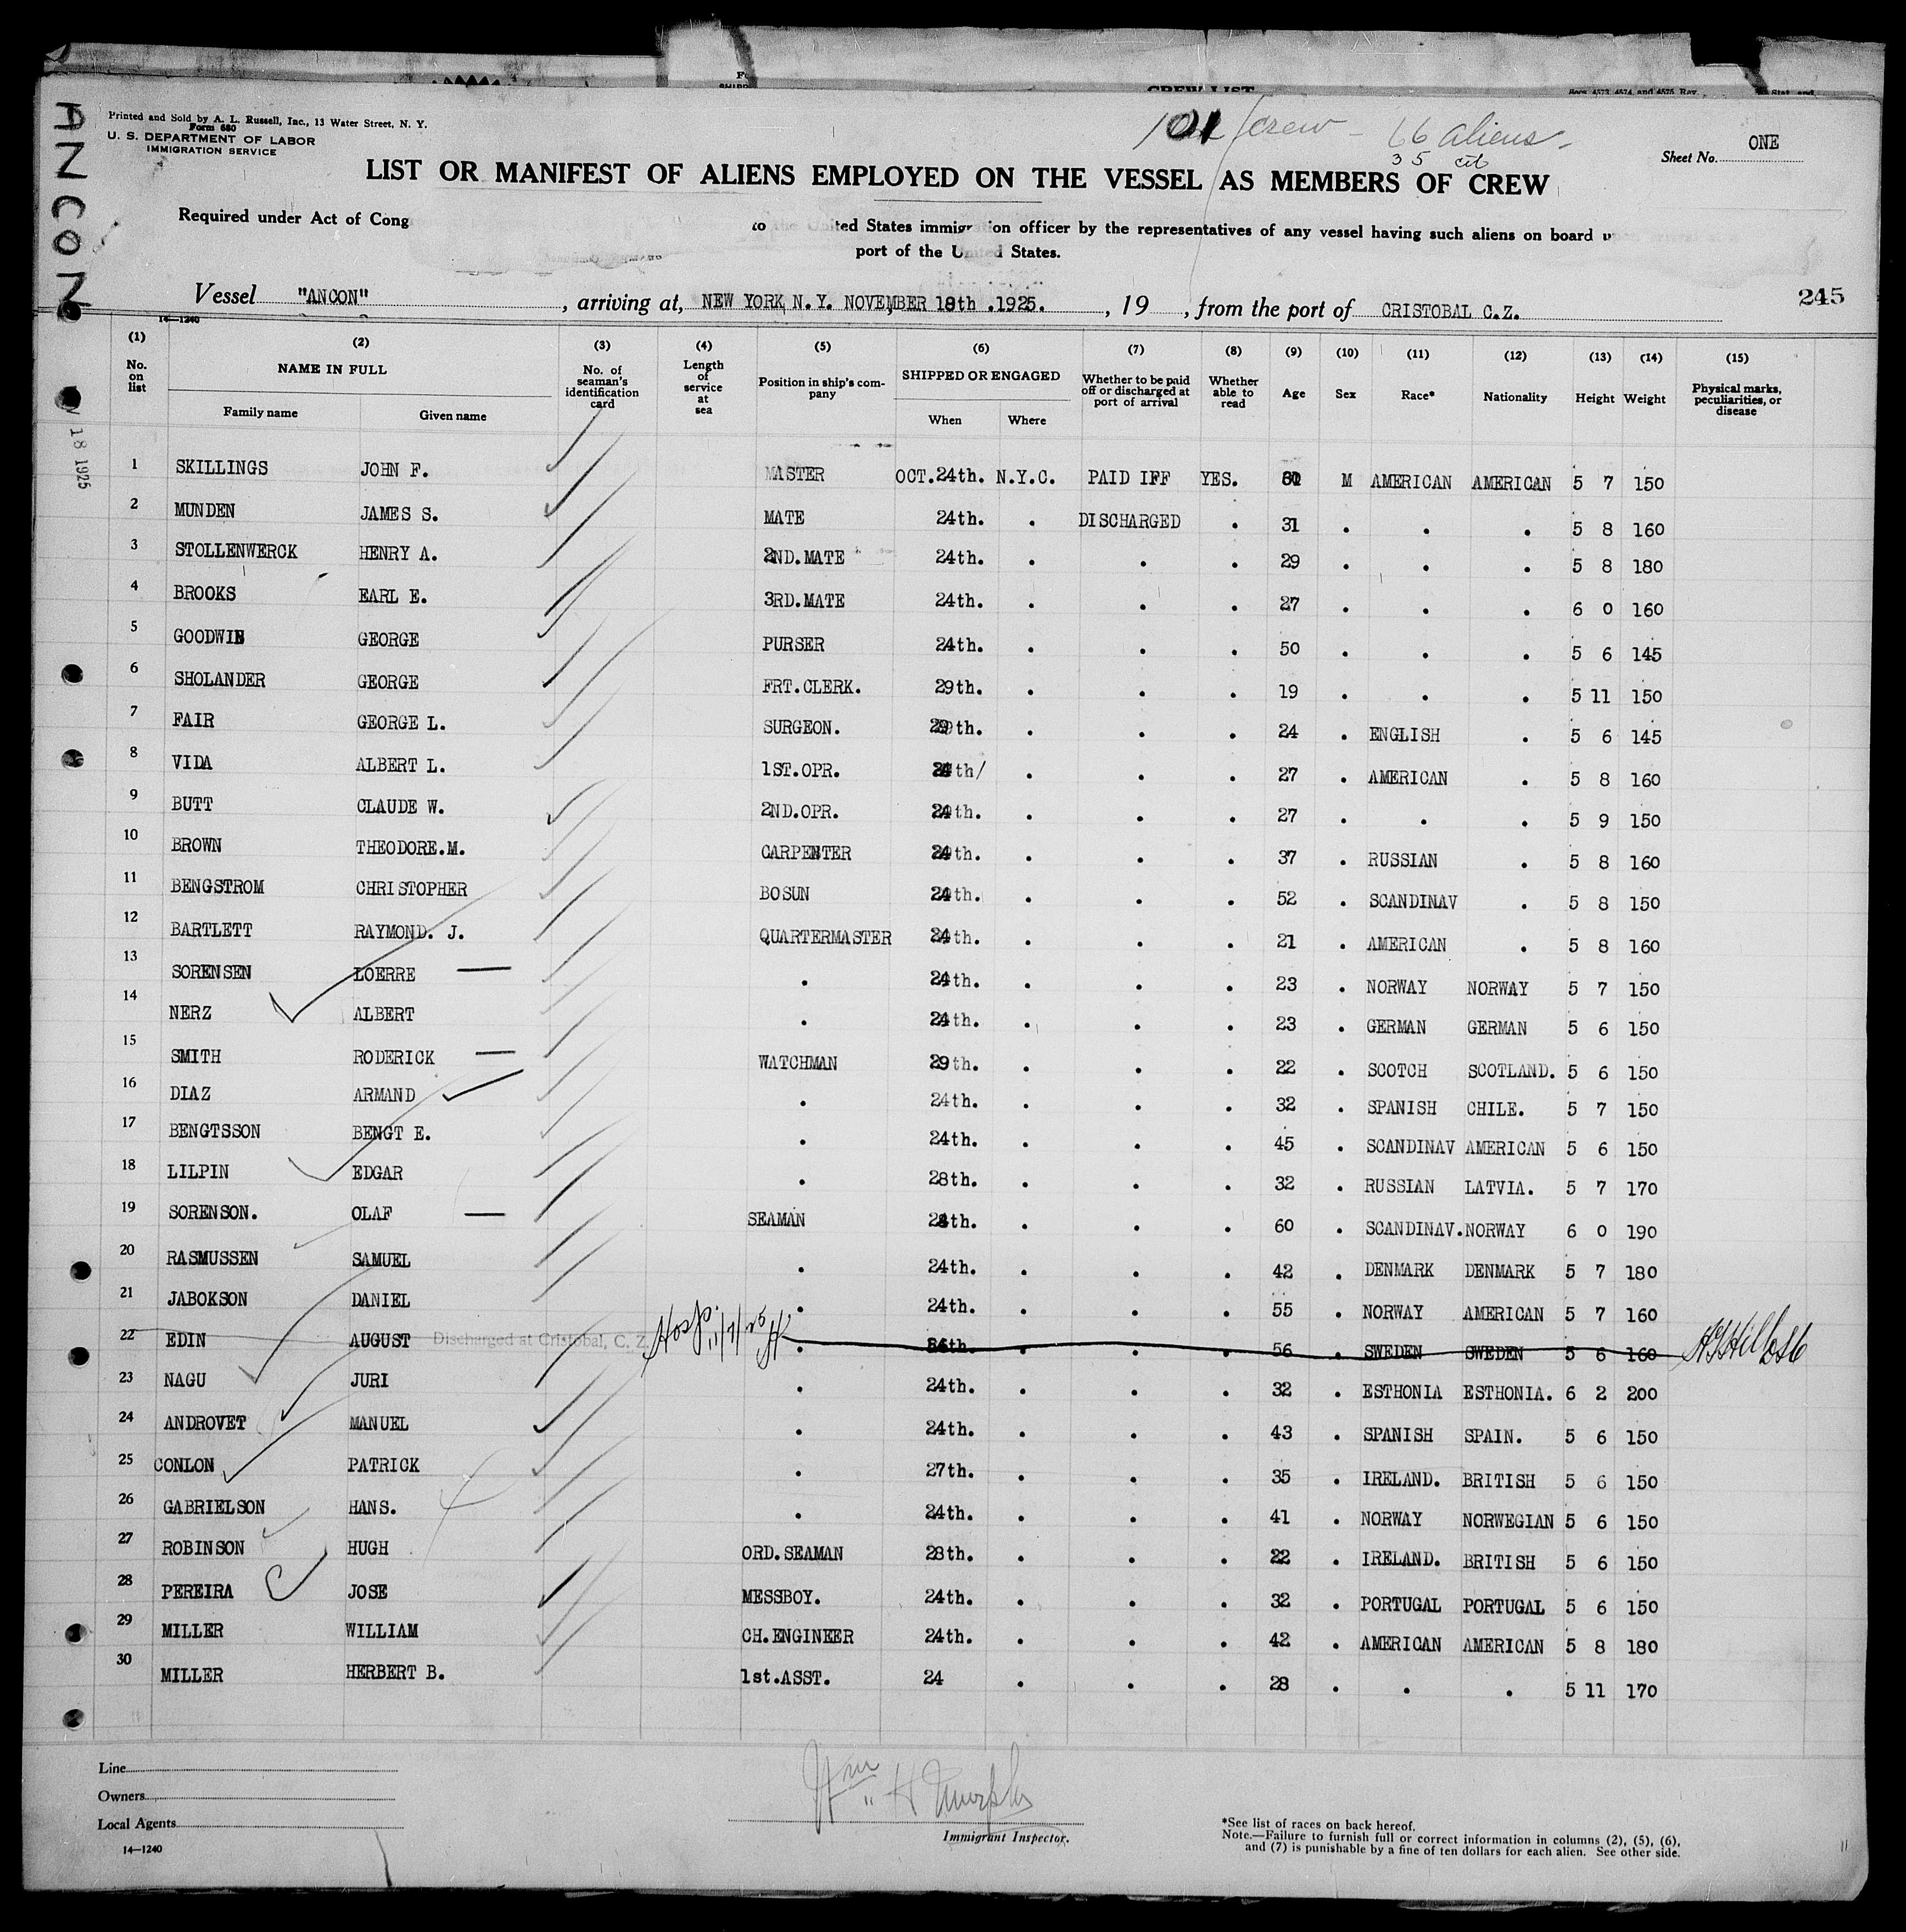 CREW LIST
ANCON
Printed and Sold by A. L. Russell, Inc., 13 Water Street, N. Y.
Form 680
U. S. DEPARTMENT OF LABOR
IMMIGRATION SERVICE
101 crew - 66 aliens -
35 cit
Sheet No. ONE
LIST OR MANIFEST OF ALIENS EMPLOYED ON THE VESSEL AS MEMBERS OF CREW
Required under Act of Cong to the United States immigration officer by the representatives of any vessel having such aliens on board u
port of the United States.
Vessel "ANCON", arriving at, NEW YORK, N.Y. NOVEMBER 18th .1925., 19 , from the port of CRISTOBAL C.Z.
245
14-1240
18 1925
(1) (2) (3) (4) (5) (6) (7) (8) (9) (10) (11) (12) (13) (14) (15)
No. on list NAME IN FULL No. of seaman's identification card Length of service at sea Position in ship's company SHIPPED OR ENGAGED Whether to be paid off or discharged at port of arrival Whether able to read Age Sex Race* Nationality Height Weight Physical marks, peculiarities, or disease
Family name Given name When Where
1 SKILLINGS JOHN F. MASTER OCT.24th. N.Y.C. PAID IFF YES. M AMERICAN AMERICAN 5 7 150
2 MUNDEN JAMES S. MATE 24th. . DISCHARGED . 31 . . . 5 8 160
3 STOLLENWERCK HENRY A. 2ND.MATE 24th. . . . 29 . . . 5 8 180
4 BROOKS EARL E. 3RD.MATE 24th. . . . 27 . . . 6 0 160
5 GOODWIN GEORGE PURSER 24th. . . . 50 . . . 5 6 145
6 SHOLANDER GEORGE FRT.CLERK. 29th. . . . 19 . . . 5 11 150
7 FAIR GEORGE L. SURGEON. 29th. . . . 24 . ENGLISH . 5 6 145
8 VIDA ALBERT L. 1ST.OPR. 24th/ . . . 27 . AMERICAN . 5 8 160
9 BUTT CLAUDE W. 2ND.OPR. 24th. . . . 27 . . . 5 9 150
10 BROWN THEODORE.M. CARPENTER 24th. . . . 37 . RUSSIAN . 5 8 160
11 BENGSTROM CHRISTOPHER BOSUN 24th. . . . 52 . SCANDINAV . 5 8 150
12 BARTLETT RAYMOND. J. QUARTERMASTER 24th. . . . 21 . AMERICAN . 5 8 160
13 SORENSEN LOERRE — . 24th. . . . 23 . NORWAY NORWAY 5 7 150
14 NERZ ALBERT . 24th. . . . 23 . GERMAN GERMAN 5 6 150
15 SMITH RODERICK — WATCHMAN 29th. . . . 22 . SCOTCH SCOTLAND. 5 6 150
16 DIAZ ARMAND . 24th. . . . 32 . SPANISH CHILE. 5 7 150
17 BENGTSSON BENGT E. . 24th. . . . 45 . SCANDINAV AMERICAN 5 6 150
18 LILPIN EDGAR . 28th. . . . 32 . RUSSIAN LATVIA. 5 7 170
19 SORENSON. OLAF — SEAMAN 28th. . . . 60 . SCANDINAV. NORWAY 6 0 190
20 RASMUSSEN SAMUEL . 24th. . . . 42 . DENMARK DENMARK 5 7 180
21 JABOKSON DANIEL . 24th. . . . 55 . NORWAY AMERICAN 5 7 160
22 EDIN AUGUST Discharged at Cristobal, C. Z. Hosp. 11/7/25 . . . . 56 . SWEDEN SWEDEN 5 6 160
23 NAGU JURI . 24th. . . . 32 . ESTHONIA ESTHONIA. 6 2 200
24 ANDROVET MANUEL . 24th. . . . 43 . SPANISH SPAIN. 5 6 150
25 CONLON PATRICK . 27th. . . . 35 . IRELAND. BRITISH 5 6 150
26 GABRIELSON HANS. . 24th. . . . 41 . NORWAY NORWEGIAN 5 6 150
27 ROBINSON HUGH ORD.SEAMAN 28th. . . . 22 . IRELAND. BRITISH 5 6 150
28 PEREIRA JOSE MESSBOY. 24th. . . . 32 . PORTUGAL PORTUGAL 5 6 150
29 MILLER WILLIAM CH.ENGINEER 24th. . . . 42 . AMERICAN AMERICAN 5 8 180
30 MILLER HERBERT B. 1st.ASST. 24 . . . 28 . . . 5 11 170
Line
Owners
Local Agents
14—1240
Wm H Murphy
Immigrant Inspector.
*See list of races on back hereof.
Note.—Failure to furnish full or correct information in columns (2), (5), (6),
and (7) is punishable by a fine of ten dollars for each alien. See other side.